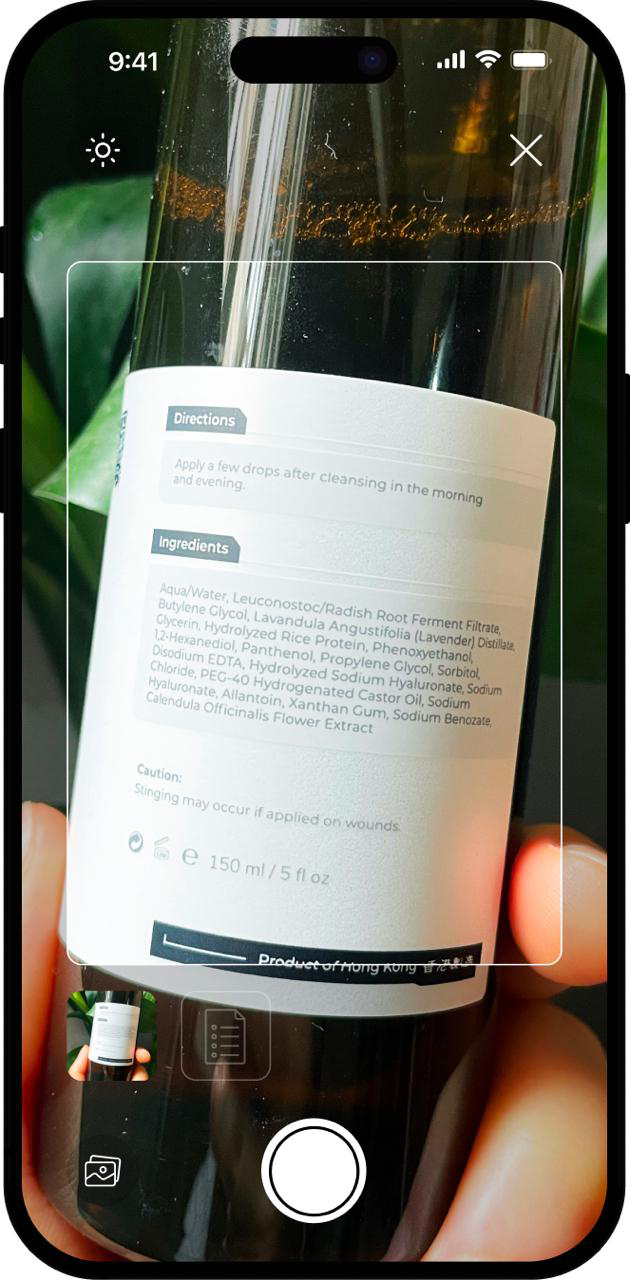 9:41
Directions
Apply a few drops after cleansing in the morning
and evening.
Ingredients
Aqua/Water, Leuconostoc/Radish Root Ferment Filtrate,
Butylene Glycol, Lavandula Angustifolia (Lavender) Distillate,
Glycerin, Hydrolyzed Rice Protein, Phenoxyethanol,
1,2-Hexanediol, Panthenol, Propylene Glycol, Sorbitol,
Disodium EDTA, Hydrolyzed Sodium Hyaluronate, Sodium
Chloride, PEG-40 Hydrogenated Castor Oil, Sodium
Hyaluronate, Allantoin, Xanthan Gum, Sodium Benozate,
Calendula Officinalis Flower Extract
Caution:
Stinging may occur if applied on wounds.
℮ 150 ml / 5 fl oz
Product of Hong Kong 香港製造